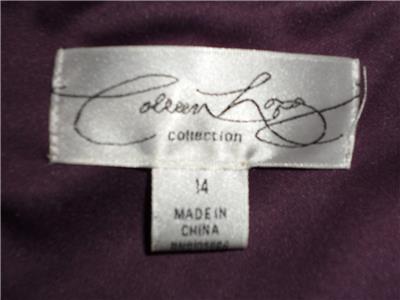 Colleen Lopez
collection
14
MADE IN
CHINA